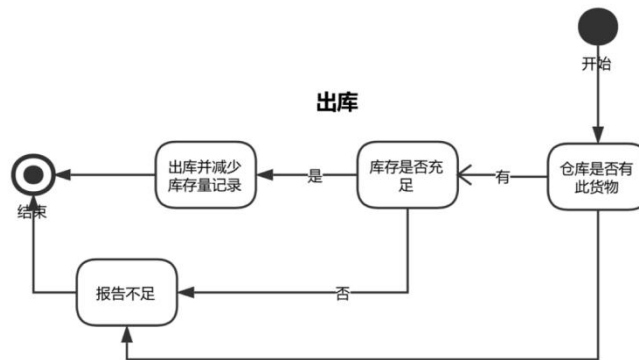 开始
出库
出库并减少
库存量记录
是
库存是否充
足
有
仓库是否有
此货物
结束
报告不足
否